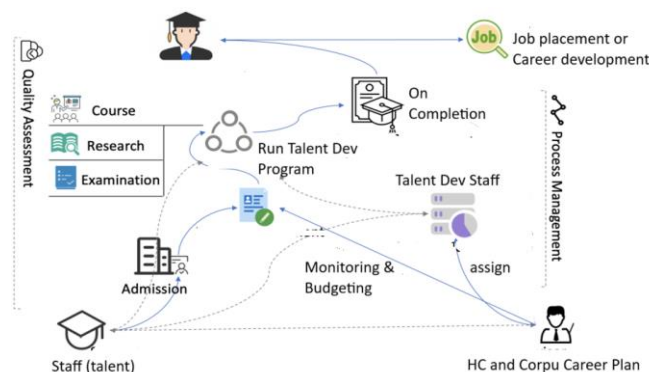 Job
Job placement or
Career development
Quality Assessment
Course
Research
Examination
On
Completion
Run Talent Dev
Program
Process Management
Talent Dev Staff
Admission
Monitoring &
Budgeting
assign
Staff (talent)
HC and Corpu Career Plan